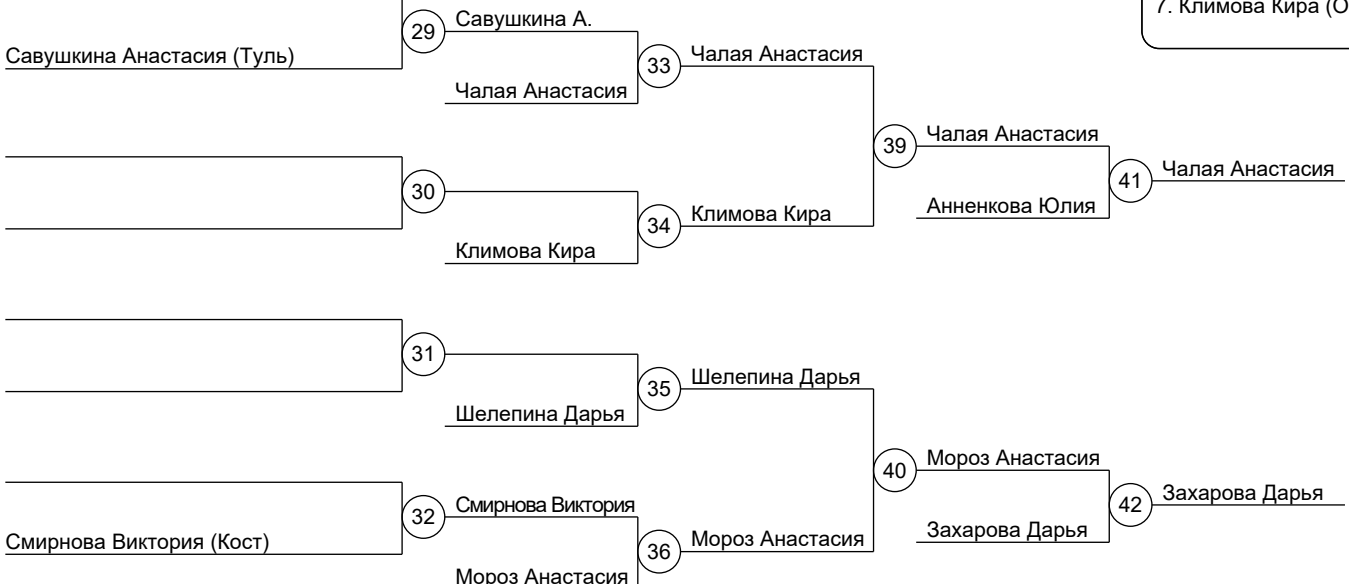 7. Климова Кира (О
29
Савушкина А.
Савушкина Анастасия (Туль)
33
Чалая Анастасия
Чалая Анастасия
39
Чалая Анастасия
41
Чалая Анастасия
30
34
Климова Кира
Анненкова Юлия
Климова Кира
31
35
Шелепина Дарья
Шелепина Дарья
40
Мороз Анастасия
42
Захарова Дарья
32
Смирнова Виктория
Захарова Дарья
Смирнова Виктория (Кост)
36
Мороз Анастасия
Мороз Анастасия